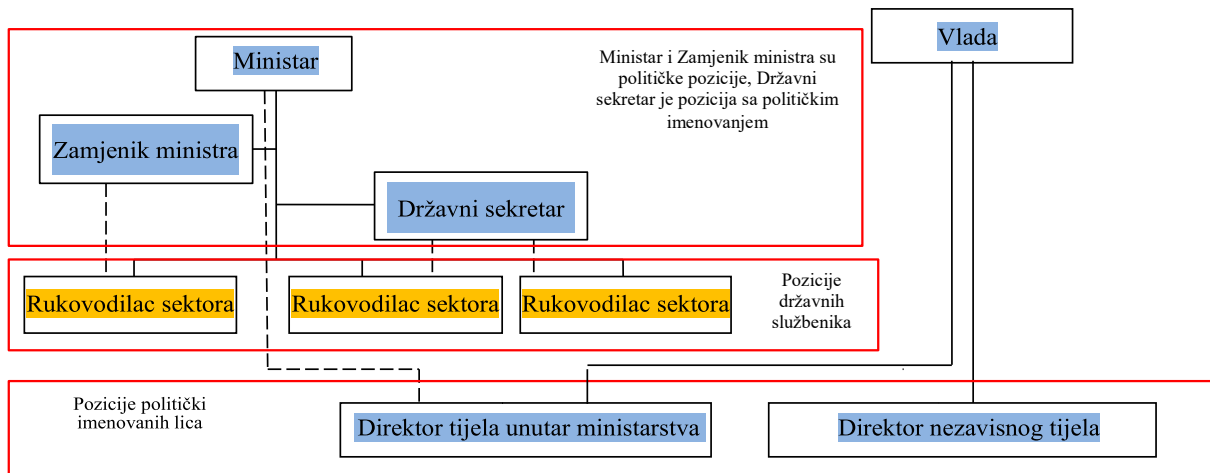 Vlada
Ministar
Ministar i Zamjenik ministra su
političke pozicije, Državni
sekretar je pozicija sa političkim
imenovanjem
Zamjenik ministra
Državni sekretar
Rukovodilac sektora
Rukovodilac sektora
Rukovodilac sektora
Pozicije
državnih
službenika
Pozicije politički
imenovanih lica
Direktor tijela unutar ministarstva
Direktor nezavisnog tijela